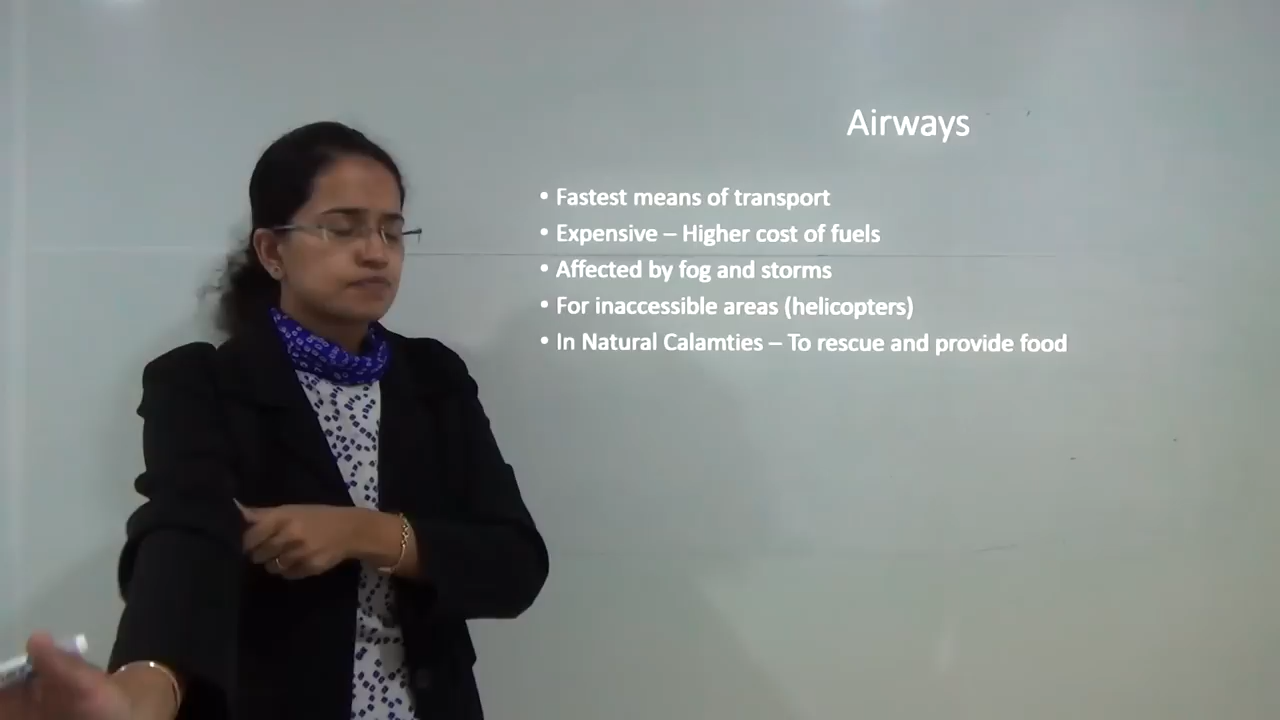 Airways
• Fastest means of transport
• Expensive – Higher cost of fuels
• Affected by fog and storms
• For inaccessible areas (helicopters)
• In Natural Calamties – To rescue and provide food